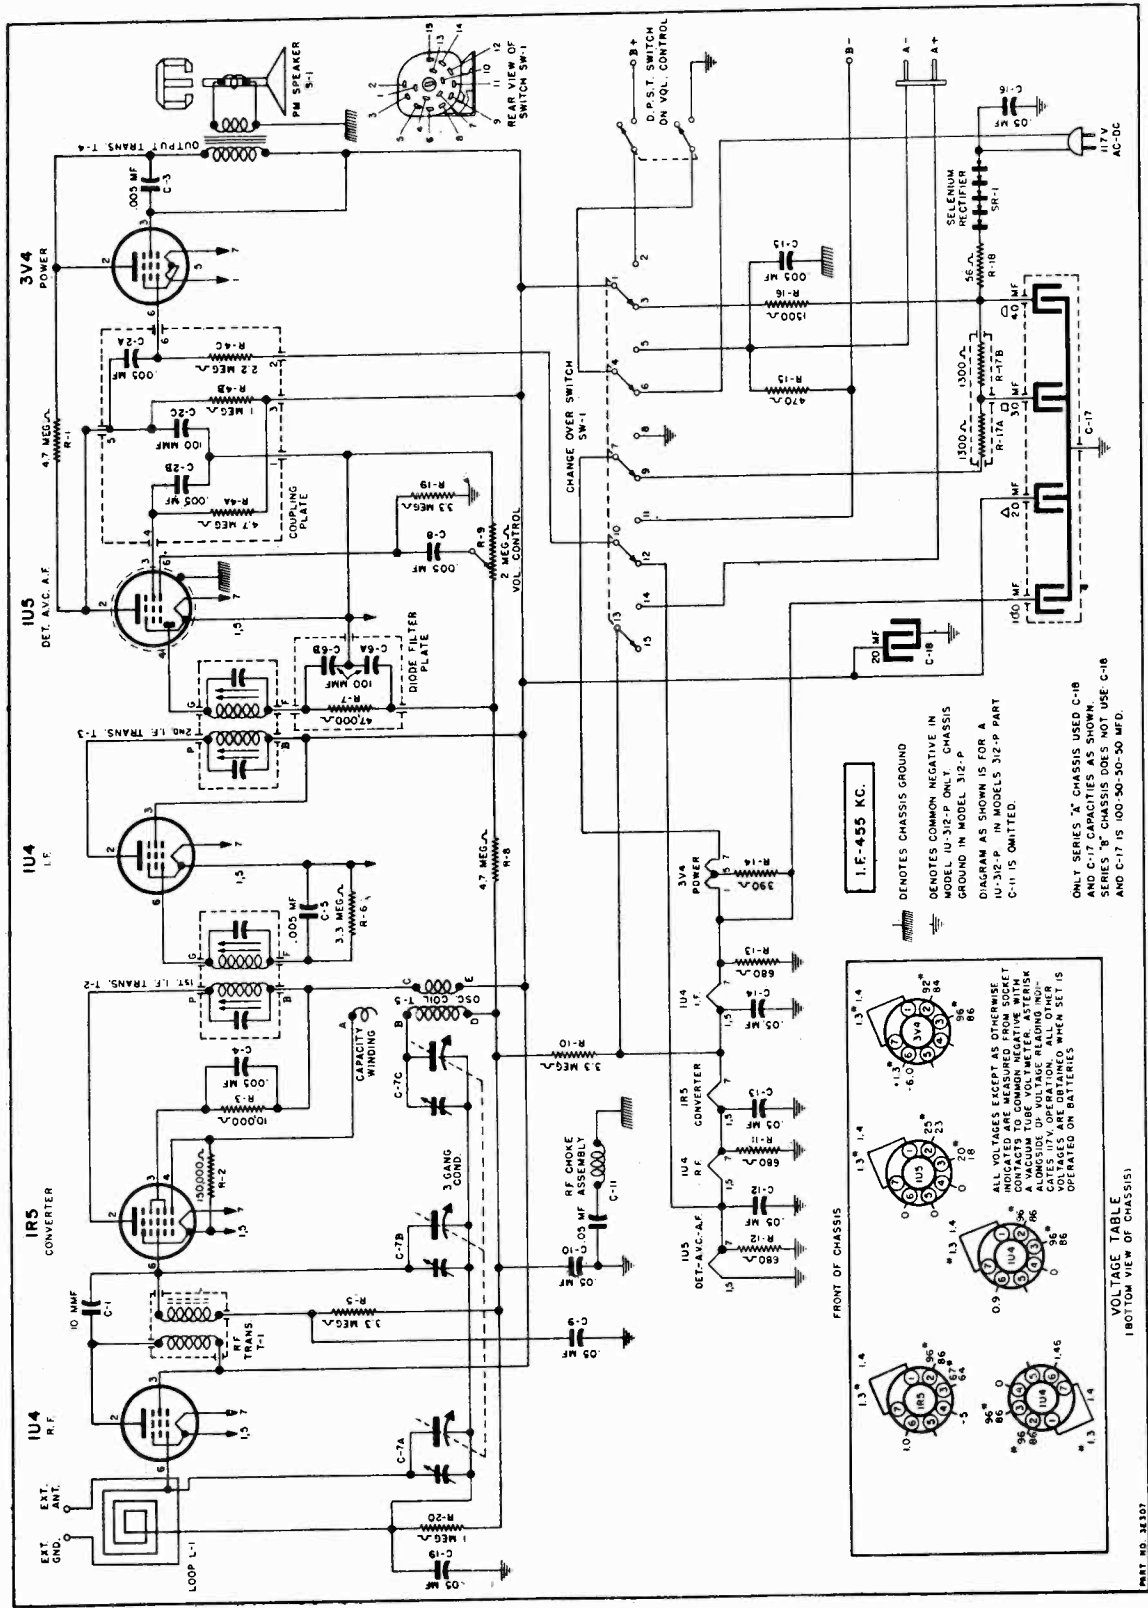 EXT. GND.
EXT. ANT.
LOOP L-1
1U4
R.F.
10 MMF
C-1
R F TRANS. T-1
1R5
CONVERTER
150,000
R-2
10,000
R-3
.005 MF
C-4
1ST. I.F. TRANS. T-2
CAPACITY WINDING
OSC. COIL T-5
1U4
I.F.
.005 MF
C-5
3.3 MEG
R-6
2ND. I.F. TRANS. T-3
1U5
DET. A.V.C. A.F.
47,000
R-7
100 MMF
C-6B
C-6A
DIODE FILTER PLATE
4.7 MEG
R-1
4.7 MEG
R-4A
.005 MF
C-2B
100 MMF
C-2C
1 MEG
R-4B
2.2 MEG
R-4C
.005 MF
C-2A
COUPLING PLATE
3V4
POWER
.005 MF
C-3
OUTPUT TRANS. T-4
PM SPEAKER
S-1
C-7A
C-7B
C-7C
3 GANG COND.
1 MEG
R-20
.05 MF
C-19
3.3 MEG
R-5
4.7 MEG
R-8
2 MEG
R-9
VOL. CONTROL
.005 MF
C-8
3.3 MEG
R-19
REAR VIEW OF SWITCH SW-1
.05 MF
C-9
.05 MF
C-10
.05 MF
C-11
RF CHOKE ASSEMBLY
3.3 MEG
R-10
CHANGE OVER SWITCH
SW-1
D.P.S.T. SWITCH ON VOL. CONTROL
B+
B-
A-
A+
1U5
DET.-A.V.C.-A.F.
680
R-12
.05 MF
C-12
1U4
R.F.
680
R-11
1R5
CONVERTER
.05 MF
C-13
1U4
I.F.
.05 MF
C-14
680
R-13
3V4
POWER
390
R-14
470
R-15
1500
R-16
.005 MF
C-15
1300
R-17A
1300
R-17B
56
R-18
SELENIUM RECTIFIER
SR-1
.05 MF
C-16
117 V
AC-DC
100 MF
20 MF
30 MF
40 MF
C-17
20 MF
C-18
I.F.-455 KC.
DENOTES CHASSIS GROUND
DENOTES COMMON NEGATIVE IN
MODEL 1U-312-P ONLY. CHASSIS
GROUND IN MODEL 312-P
DIAGRAM AS SHOWN IS FOR A
1U-312-P. IN MODELS 312-P PART
C-11 IS OMITTED.
ONLY SERIES "A" CHASSIS USED C-18
AND C-17 CAPACITIES AS SHOWN.
SERIES "B" CHASSIS DOES NOT USE C-18
AND C-17 IS 100-50-50-50 MFD.
FRONT OF CHASSIS
1R5
1U4
1U4
1U5
3V4
ALL VOLTAGES EXCEPT AS OTHERWISE
INDICATED ARE MEASURED FROM SOCKET
CONTACTS TO COMMON NEGATIVE WITH
A VACUUM TUBE VOLTMETER. ASTERISK
ALONGSIDE OF VOLTAGE READING INDI-
CATES 117V. OPERATION. ALL OTHER
VOLTAGES ARE OBTAINED WHEN SET IS
OPERATED ON BATTERIES
VOLTAGE TABLE
(BOTTOM VIEW OF CHASSIS)
PART NO. 3E307